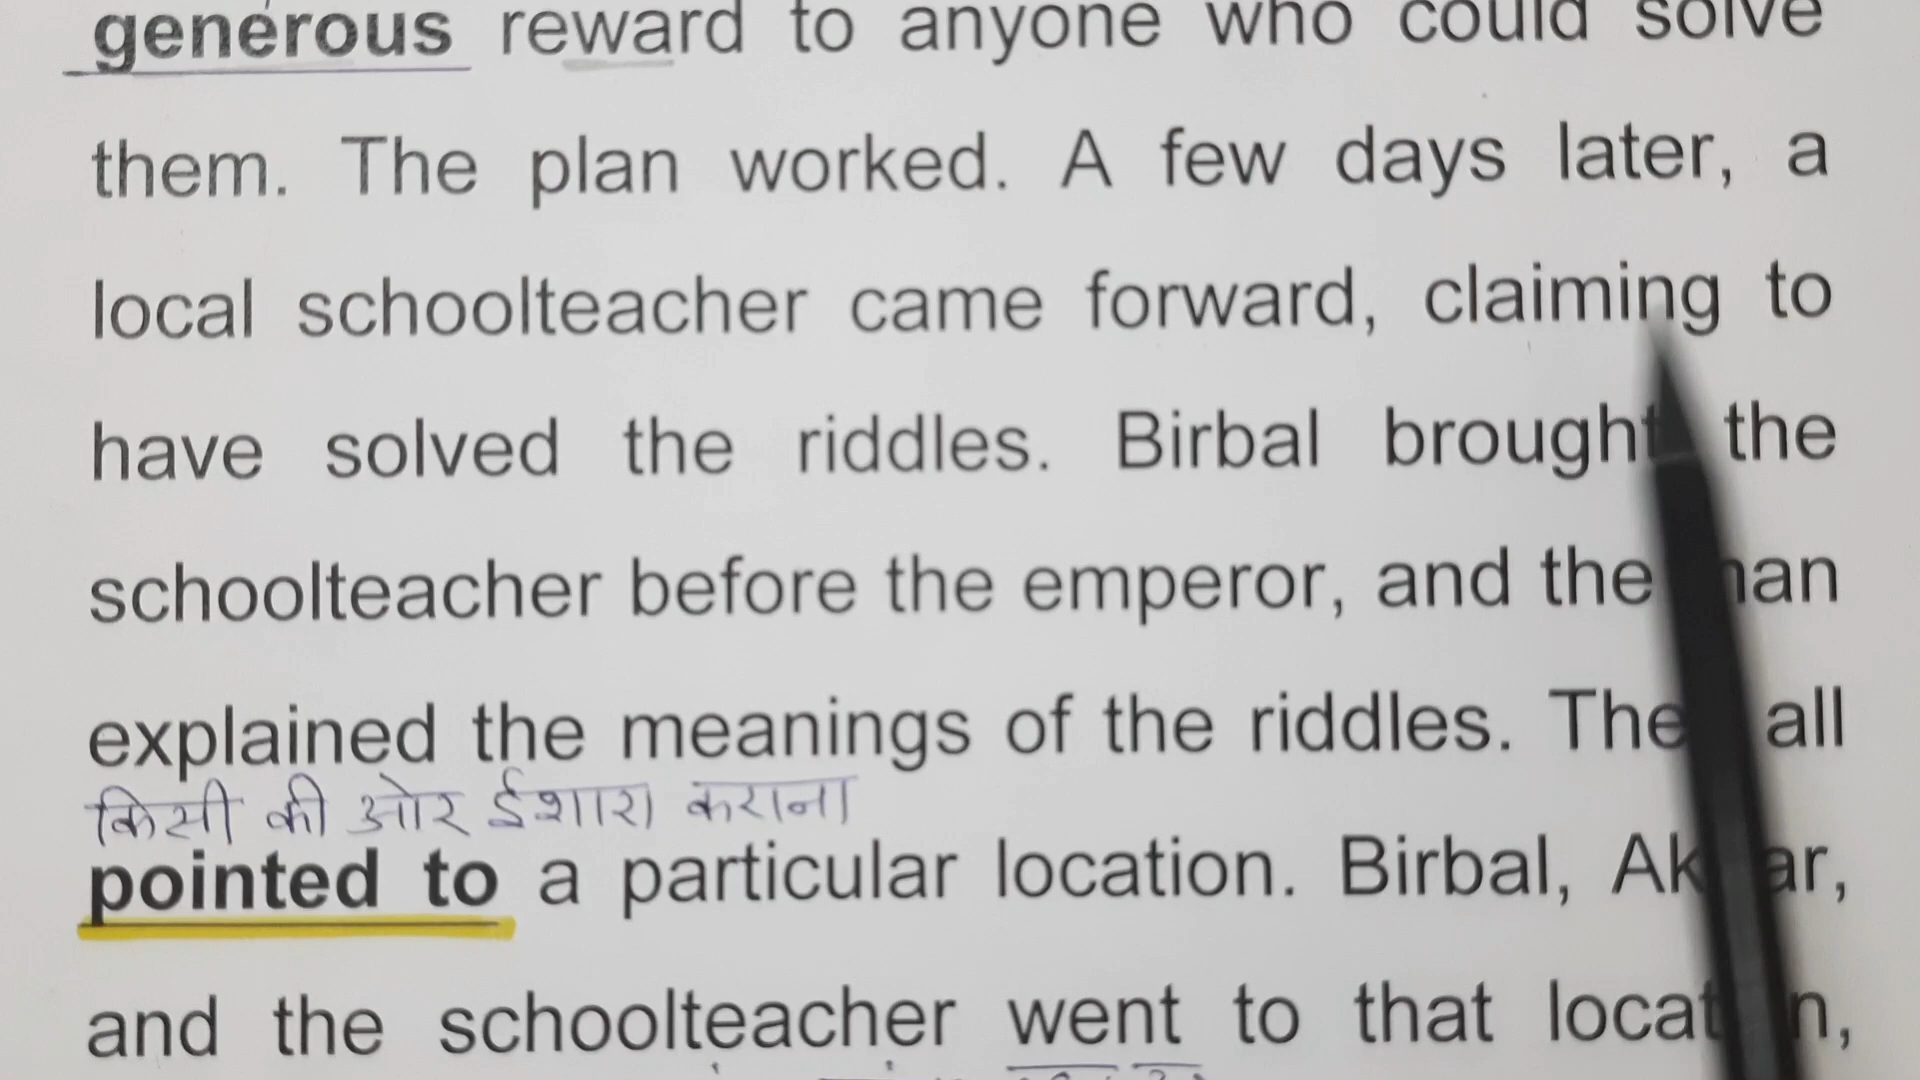 generous reward to anyone who could solve
them. The plan worked. A few days later, a
local schoolteacher came forward, claiming to
have solved the riddles. Birbal brought the
schoolteacher before the emperor, and the
explained the meanings of the riddles. all
किसी की ओर ईशारा कराना
pointed to a particular location. Birbal,
and the schoolteacher went to that